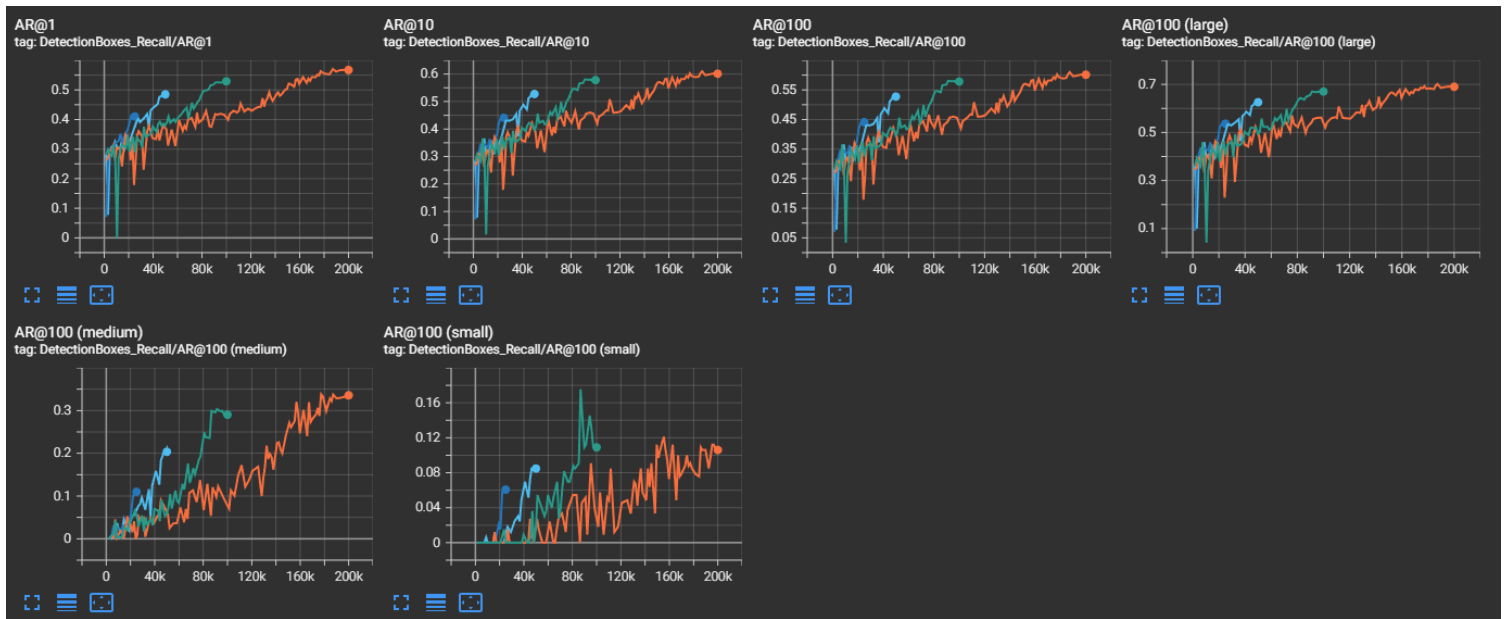 AR@1
tag: DetectionBoxes_Recall/AR@1
0.5
0.4
0.3
0.2
0.1
0
0 40k 80k 120k 160k 200k
AR@10
tag: DetectionBoxes_Recall/AR@10
0.6
0.5
0.4
0.3
0.2
0.1
0
0 40k 80k 120k 160k 200k
AR@100
tag: DetectionBoxes_Recall/AR@100
0.55
0.45
0.35
0.25
0.15
0.05
0 40k 80k 120k 160k 200k
AR@100 (large)
tag: DetectionBoxes_Recall/AR@100 (large)
0.7
0.5
0.3
0.1
0 40k 80k 120k 160k 200k
AR@100 (medium)
tag: DetectionBoxes_Recall/AR@100 (medium)
0.3
0.2
0.1
0
0 40k 80k 120k 160k 200k
AR@100 (small)
tag: DetectionBoxes_Recall/AR@100 (small)
0.16
0.12
0.08
0.04
0
0 40k 80k 120k 160k 200k